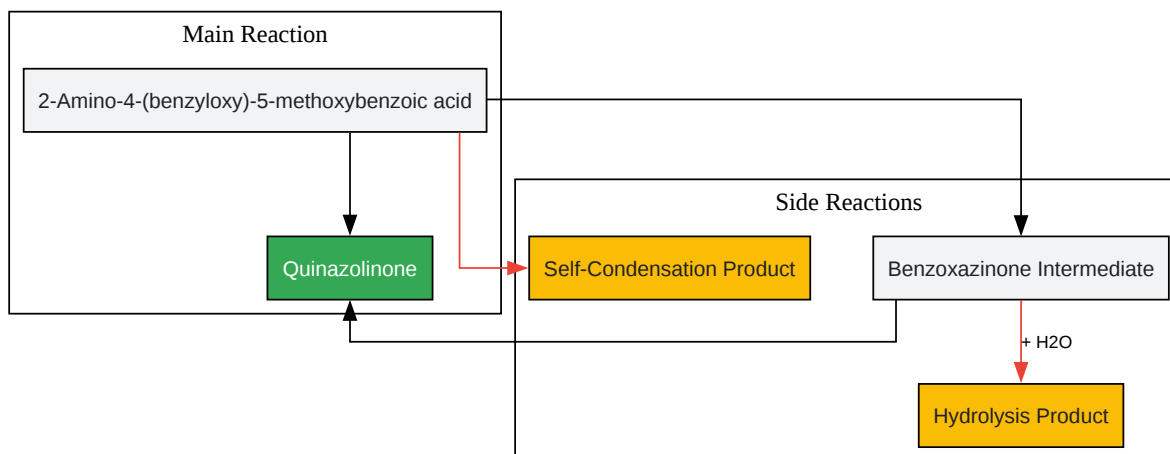 Main Reaction
2-Amino-4-(benzyloxy)-5-methoxybenzoic acid
Side Reactions
Quinazolinone
Self-Condensation Product
Benzoxazinone Intermediate
+ H2O
Hydrolysis Product